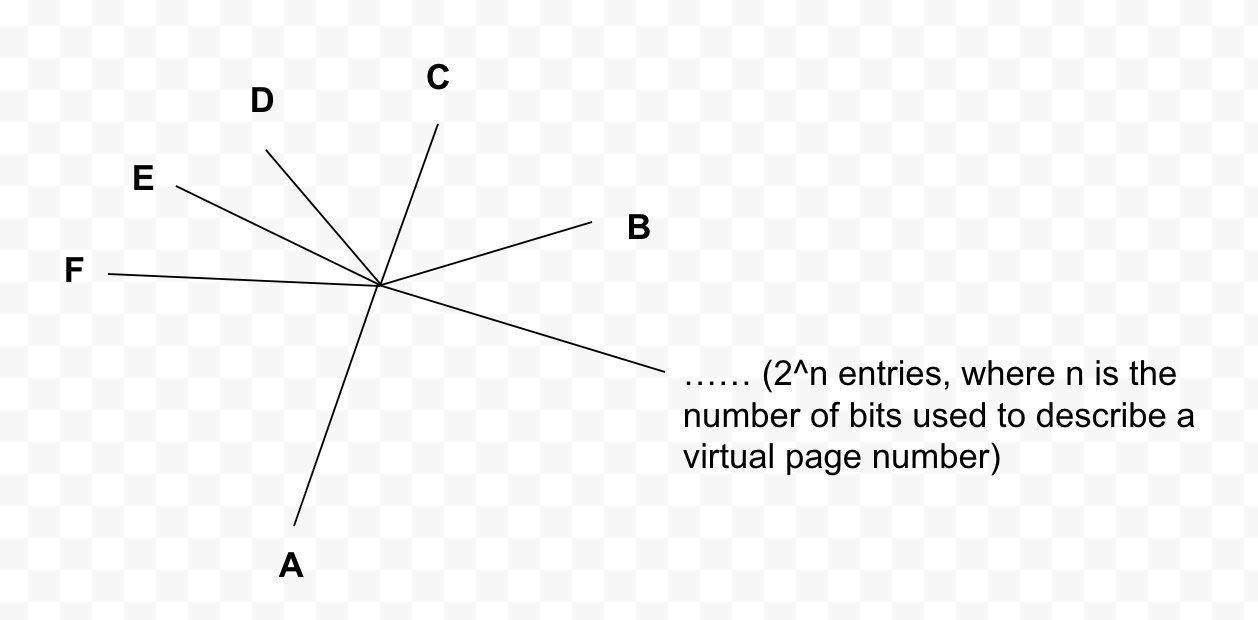 C
D
E
B
F
…… (2^n entries, where n is the
number of bits used to describe a
virtual page number)
A